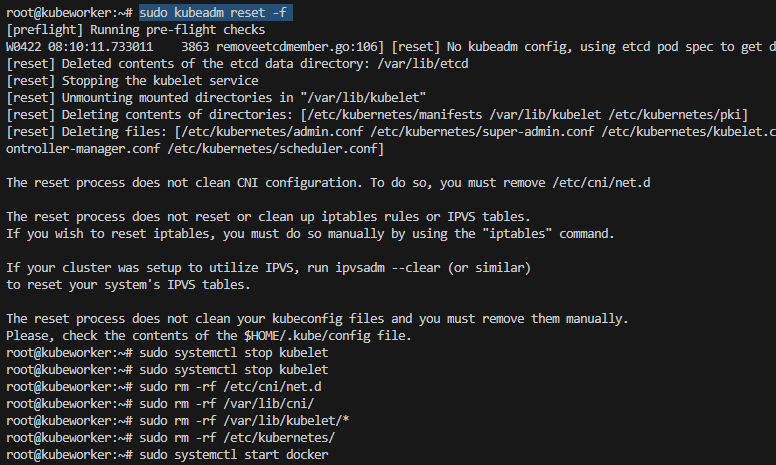 root@kubeworker:~# sudo kubeadm reset -f
[preflight] Running pre-flight checks
W0422 08:10:11.733011    3863 removeetcdmember.go:106] [reset] No kubeadm config, using etcd pod spec to get d
[reset] Deleted contents of the etcd data directory: /var/lib/etcd
[reset] Stopping the kubelet service
[reset] Unmounting mounted directories in "/var/lib/kubelet"
[reset] Deleting contents of directories: [/etc/kubernetes/manifests /var/lib/kubelet /etc/kubernetes/pki]
[reset] Deleting files: [/etc/kubernetes/admin.conf /etc/kubernetes/super-admin.conf /etc/kubernetes/kubelet.c
ontroller-manager.conf /etc/kubernetes/scheduler.conf]
The reset process does not clean CNI configuration. To do so, you must remove /etc/cni/net.d
The reset process does not reset or clean up iptables rules or IPVS tables.
If you wish to reset iptables, you must do so manually by using the "iptables" command.
If your cluster was setup to utilize IPVS, run ipvsadm --clear (or similar)
to reset your system's IPVS tables.
The reset process does not clean your kubeconfig files and you must remove them manually.
Please, check the contents of the $HOME/.kube/config file.
root@kubeworker:~# sudo systemctl stop kubelet
root@kubeworker:~# sudo systemctl stop kubelet
root@kubeworker:~# sudo rm -rf /etc/cni/net.d
root@kubeworker:~# sudo rm -rf /var/lib/cni/
root@kubeworker:~# sudo rm -rf /var/lib/kubelet/*
root@kubeworker:~# sudo rm -rf /etc/kubernetes/
root@kubeworker:~# sudo systemctl start docker